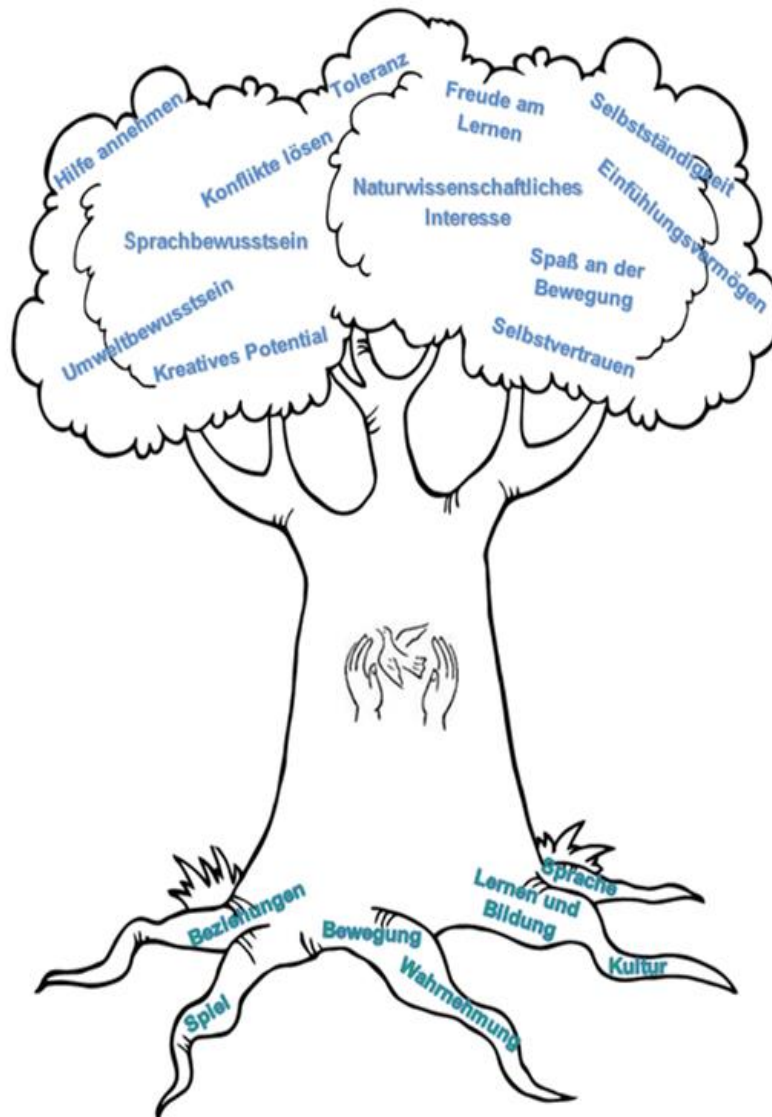 Toleranz
Hilfe annehmen
Freude am
Lernen
Selbstständigkeit
Konflikte lösen
Einfühlungsvermögen
Naturwissenschaftliches
Interesse
Sprachbewusstsein
Spaß an der
Bewegung
Umweltbewusstsein
Kreatives Potential
Selbstvertrauen
Sprache
Lernen und
Bildung
Beziehungen
Bewegung
Kultur
Wahrnehmung
Spiel